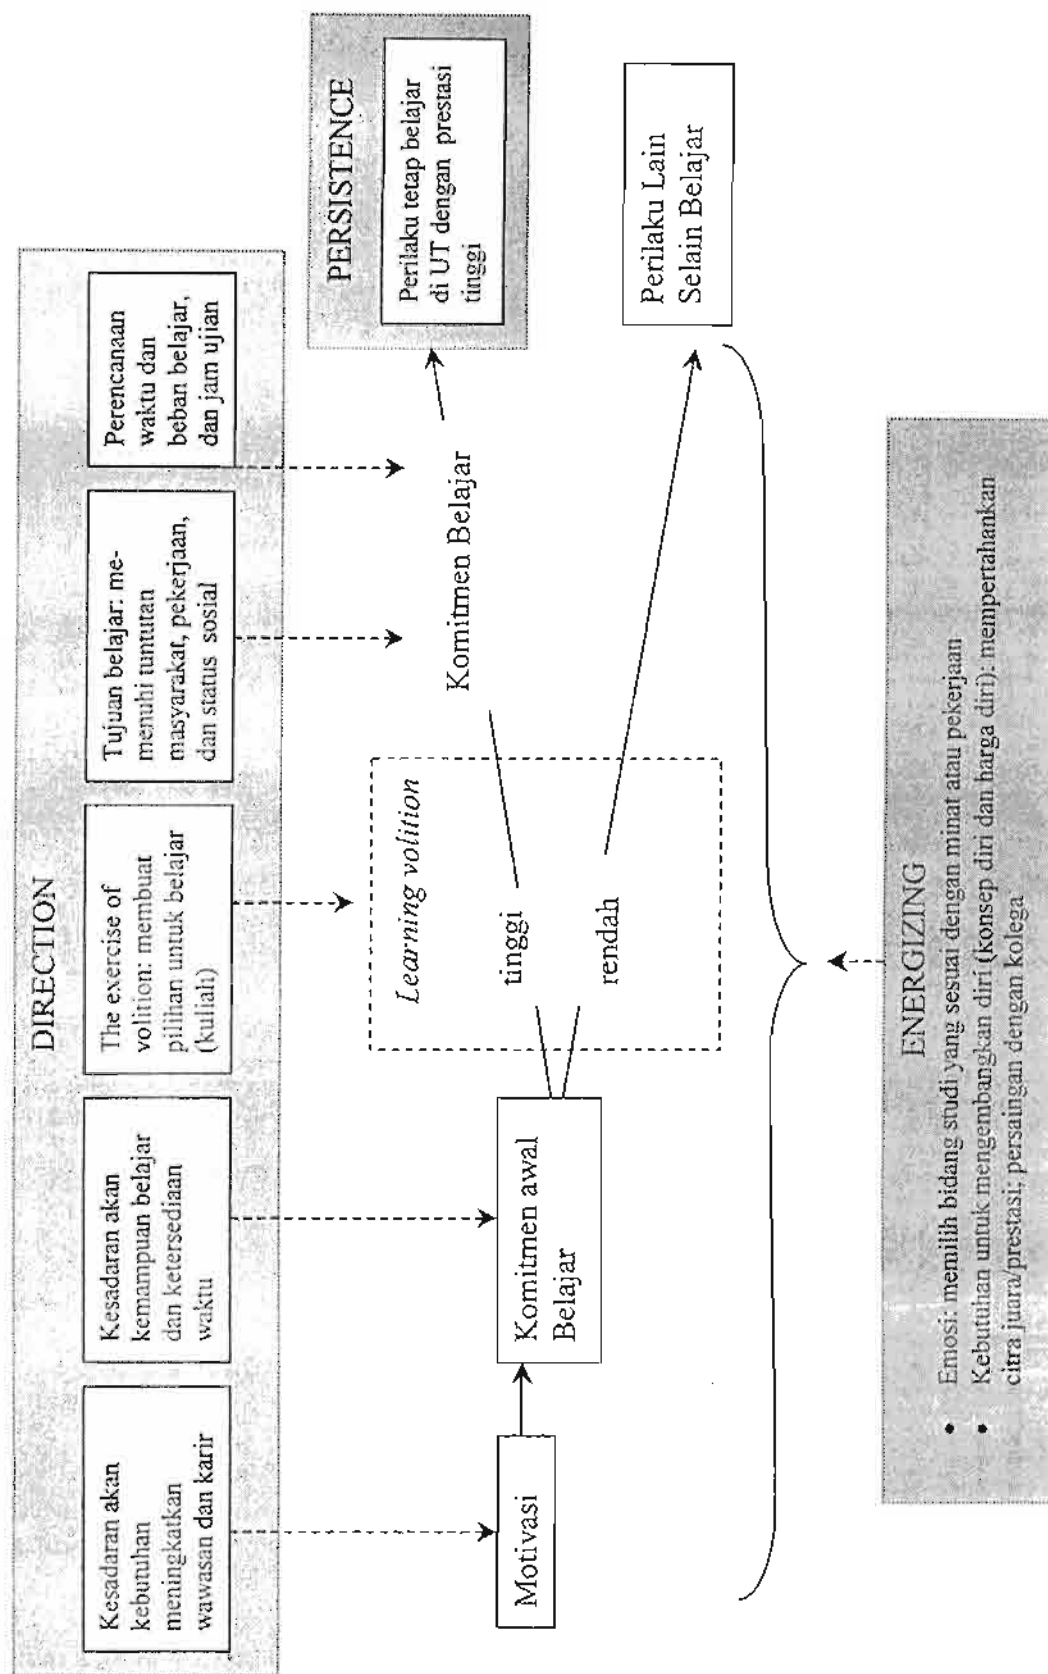 DIRECTION
Kesadaran akan
kebutuhan
meningkatkan
wawasan dan karir
Kesadaran akan
kemampuan belajar
dan ketersediaan
waktu
The exercise of
volition: membuat
pilihan untuk belajar
(kuliah)
Tujuan belajar: me-
menuhi tuntutan
masyarakat, pekerjaan,
dan status sosial
Perencanaan
waktu dan
beban belajar,
dan jam ujian
PERSISTENCE
Perilaku tetap belajar
di UT dengan prestasi
tinggi
Motivasi
Komitmen awal
Belajar
Learning volition
tinggi
rendah
Komitmen Belajar
Perilaku Lain
Selain Belajar
ENERGIZING
• Emosi: memilih bidang studi yang sesuai dengan minat atau pekerjaan
• Kebutuhan untuk mengembangkan diri (konsep diri dan harga diri): mempertahankan
citra juara/prestasi; persaingan dengan kolega